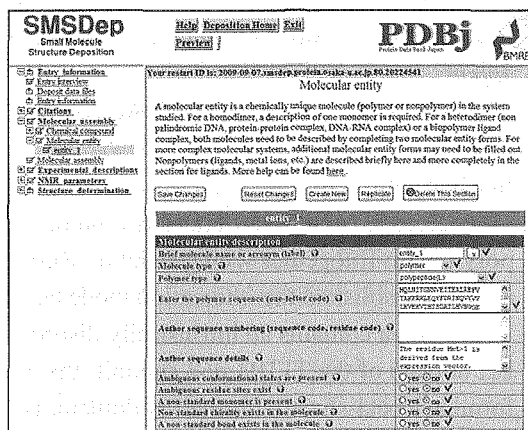 SMSDep
Small Molecule
Structure Deposition
Help Deposition Home Exit
Preview
PDBj
Protein Data Bank Japan
BMRB
Entry information
Entry interview
Deposit data files
Entry information
Citations
Molecular assembly
Chemical compound
Molecular entity
entity_1
Molecular assembly
Experimental descriptions
NMR parameters
Structure determination
Your restart ID is: 2009-09-07.smsdep.protein.osaka-u.ac.jp.80.20224541
Molecular entity
A molecular entity is a chemically unique molecule (polymer or nonpolymer) in the system
studied. For a homodimer, a description of one monomer is required. For a heterodimer (non
palindromic DNA, protein-protein complex, DNA-RNA complex) or a biopolymer ligand
complex, both molecules need to be described by completing two molecular entity forms. For
more complex molecular systems, additional molecular entity forms may need to be filled out.
Nonpolymers (ligands, metal ions, etc.) are described briefly here and more completely in the
section for ligands. More help can be found here.
Save Changes Reset Changes Create New Replicate Delete This Section
entity_1
Molecular entity description
Brief molecule name or acronym (label) entity_1
Molecule type polymer
Polymer type polypeptide(L)
Enter the polymer sequence (one-letter code)
Author sequence numbering (sequence code, residue code)
Author sequence details
The residue Met-1 is
derived from the
expression vector.
Ambiguous conformational states are present yes no
Ambiguous residue sites exist yes no
A non-standard monomer is present yes no
Non-standard chirality exists in the molecule yes no
A non-standard bond exists in the molecule yes no